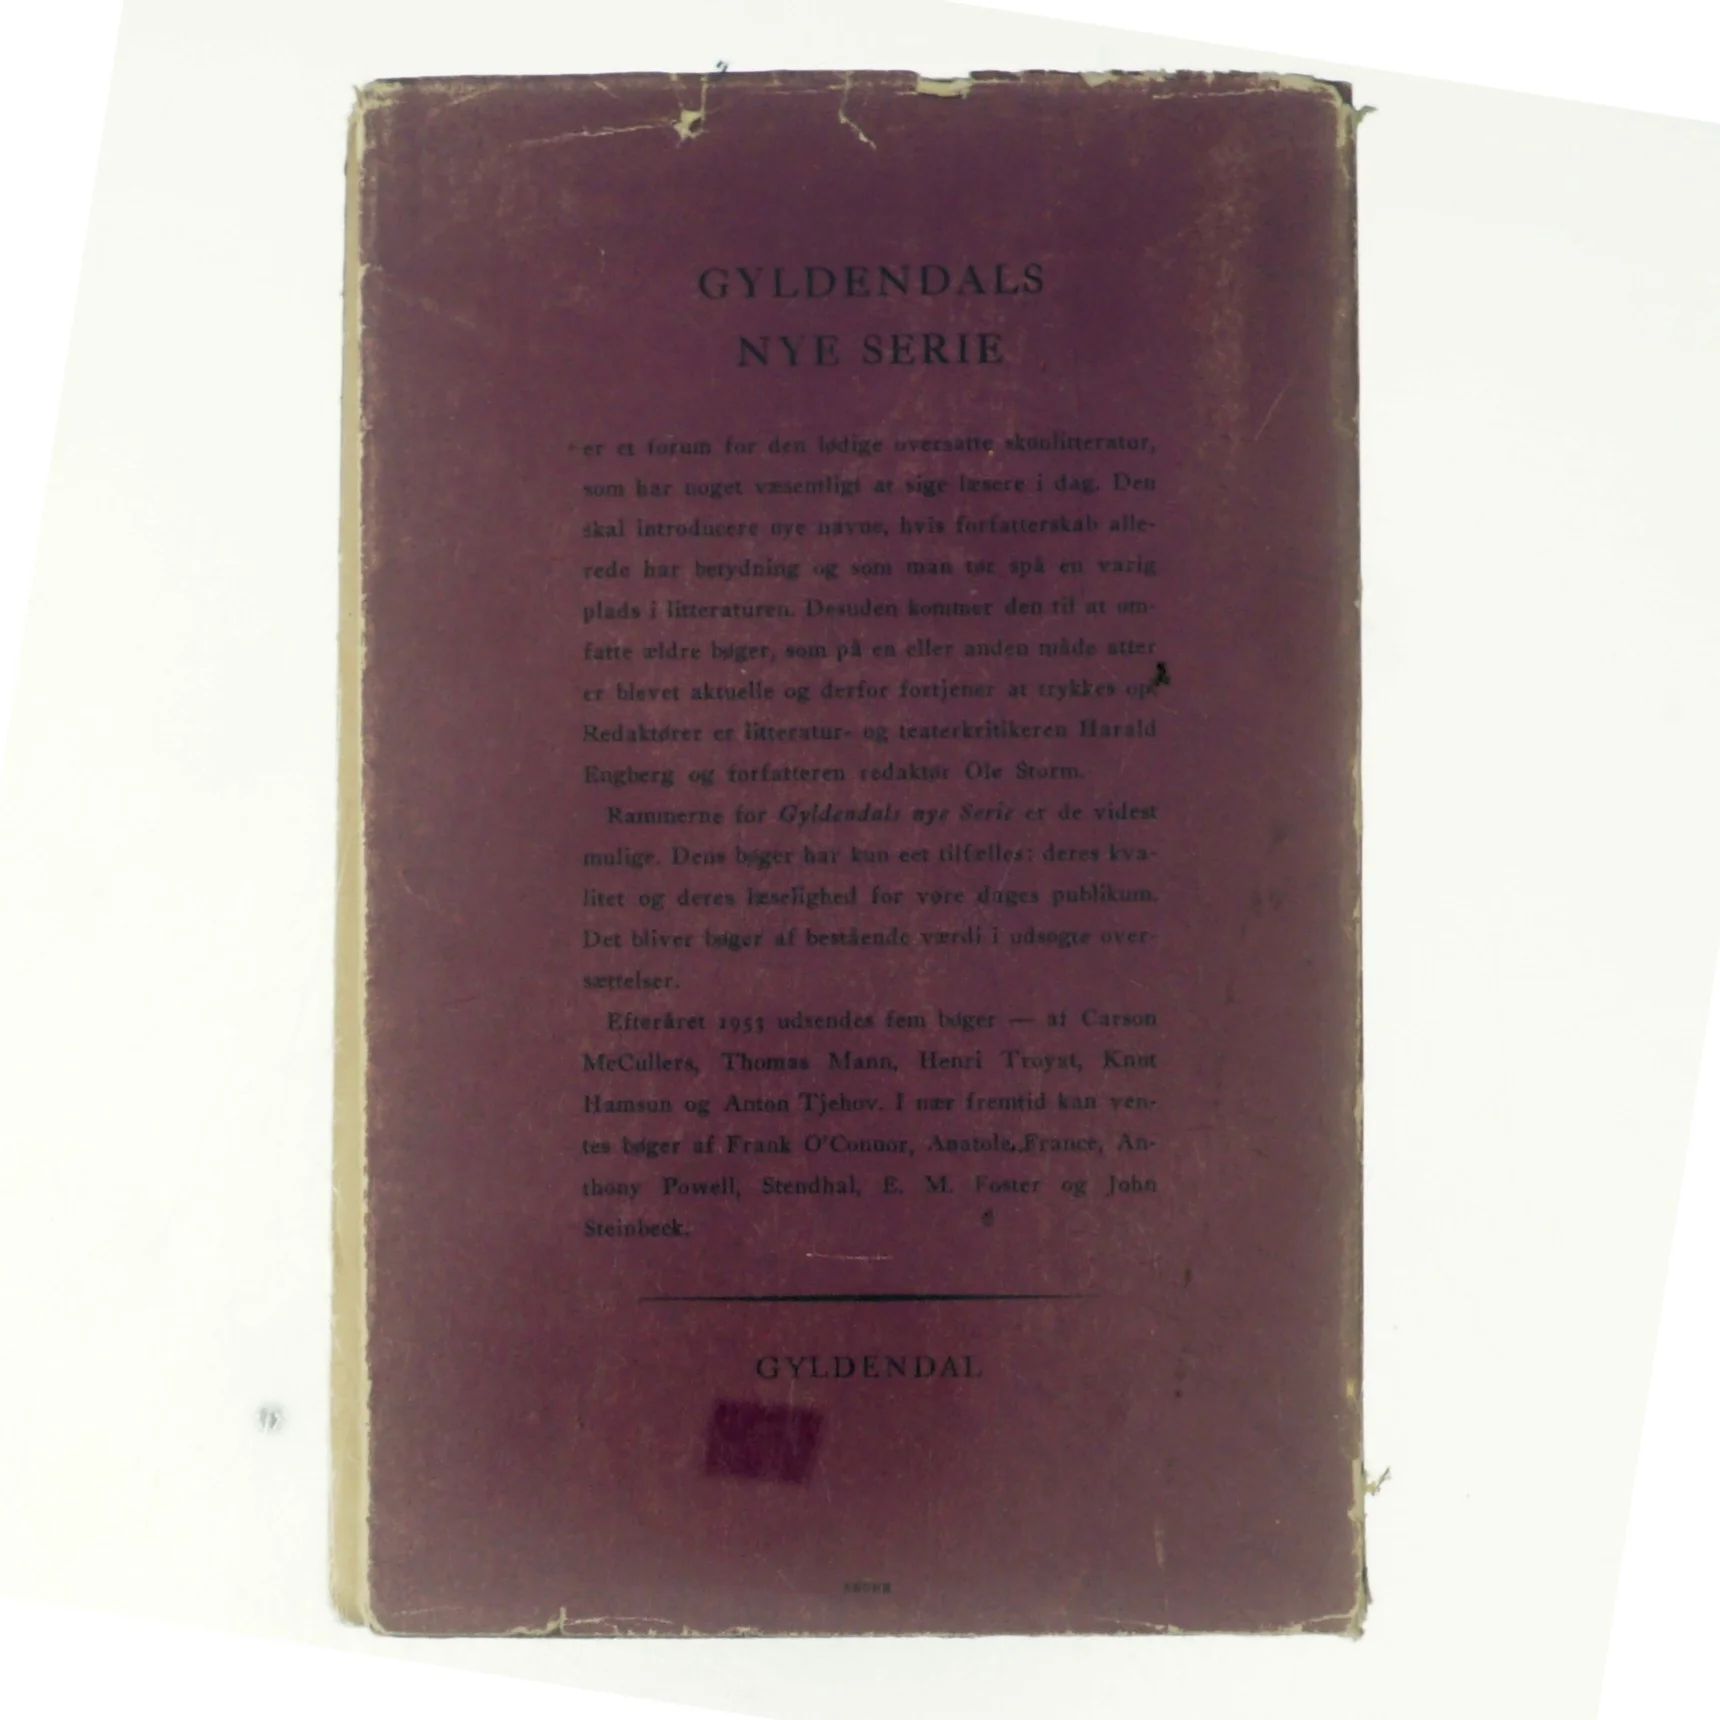 GYLDENDALS
NYE SERIE
er et forum for den lødige oversatte skønlitteratur,
som har noget væsentligt at sige læsere i dag. Den
skal introducere nye navne, hvis forfatterskab alle-
rede har betydning og som man tør spå en varig
plads i litteraturen. Desuden kommer den til at om-
fatte ældre bøger, som på en eller anden måde atter
er blevet aktuelle og derfor fortjener at trykkes op.
Redaktører er litteratur- og teaterkritikeren Harald
Engberg og forfatteren redaktør Ole Storm.
Rammerne for Gyldendals nye Serie er de videst
mulige. Dens bøger har kun eet tilfælles: deres kva-
litet og deres læselighed for vore dages publikum.
Det bliver bøger af bestående værdi i udsøgte over-
sættelser.
Efteråret 1953 udsendes fem bøger — af Carson
McCullers, Thomas Mann, Henri Troyat, Knut
Hamsun og Anton Tjehov. I nær fremtid kan ven-
tes bøger af Frank O'Connor, Anatole France, An-
thony Powell, Stendhal, E. M. Foster og John
Steinbeck.
GYLDENDAL